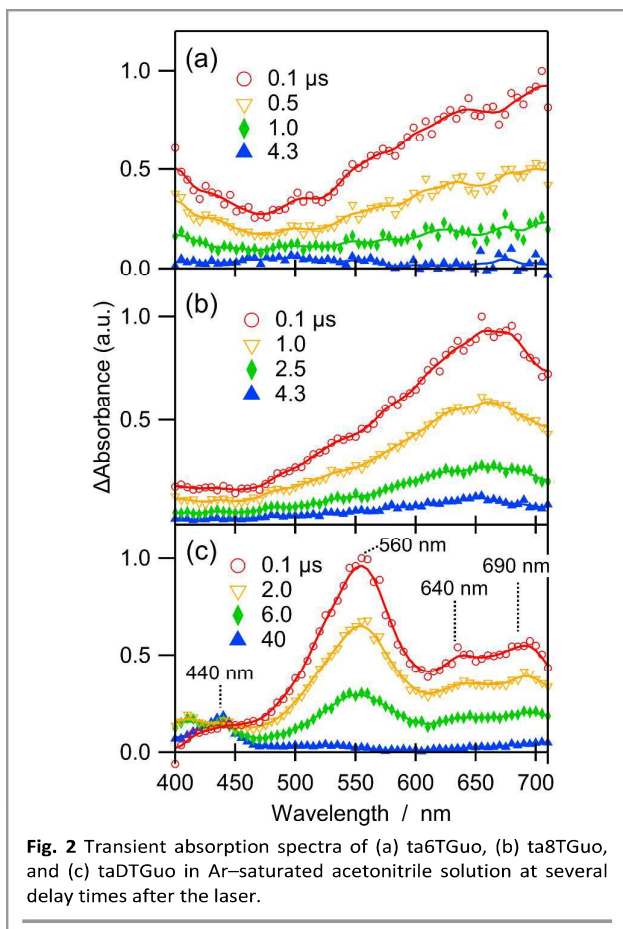 (a)
1.0
0.1 µs
0.5
1.0
4.3
0.5
0.0
(b)
1.0
0.1 µs
1.0
2.5
4.3
0.5
ΔAbsorbance (a.u.)
(c)
1.0
0.1 µs
2.0
6.0
40
560 nm
690 nm
640 nm
440 nm
0.5
0.0
400 450 500 550 600 650 700
Wavelength / nm
Fig. 2 Transient absorption spectra of (a) ta6TGuo, (b) ta8TGuo,
and (c) taDTGuo in Ar–saturated acetonitrile solution at several
delay times after the laser.